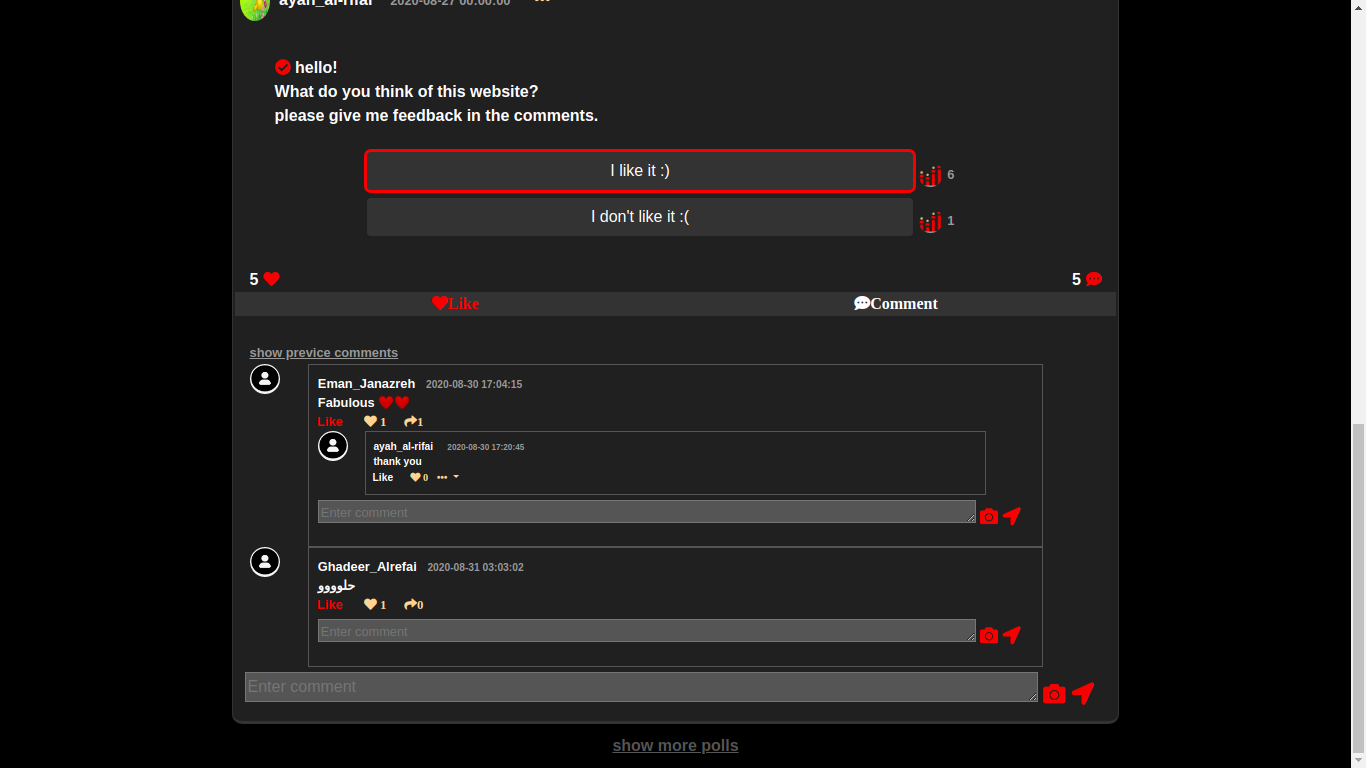 ayah_al-rifai 2020-08-27 00:00:00
hello!
What do you think of this website?
please give me feedback in the comments.
I like it :) 6
I don't like it :( 1
5 5
Like Comment
show previce comments
Eman_Janazreh 2020-08-30 17:04:15
Fabulous ❤❤
Like 1 1
ayah_al-rifai 2020-08-30 17:20:45
thank you
Like 0
Enter comment
Ghadeer_Alrefai 2020-08-31 03:03:02
حلوووو
Like 1 0
Enter comment
Enter comment
show more polls